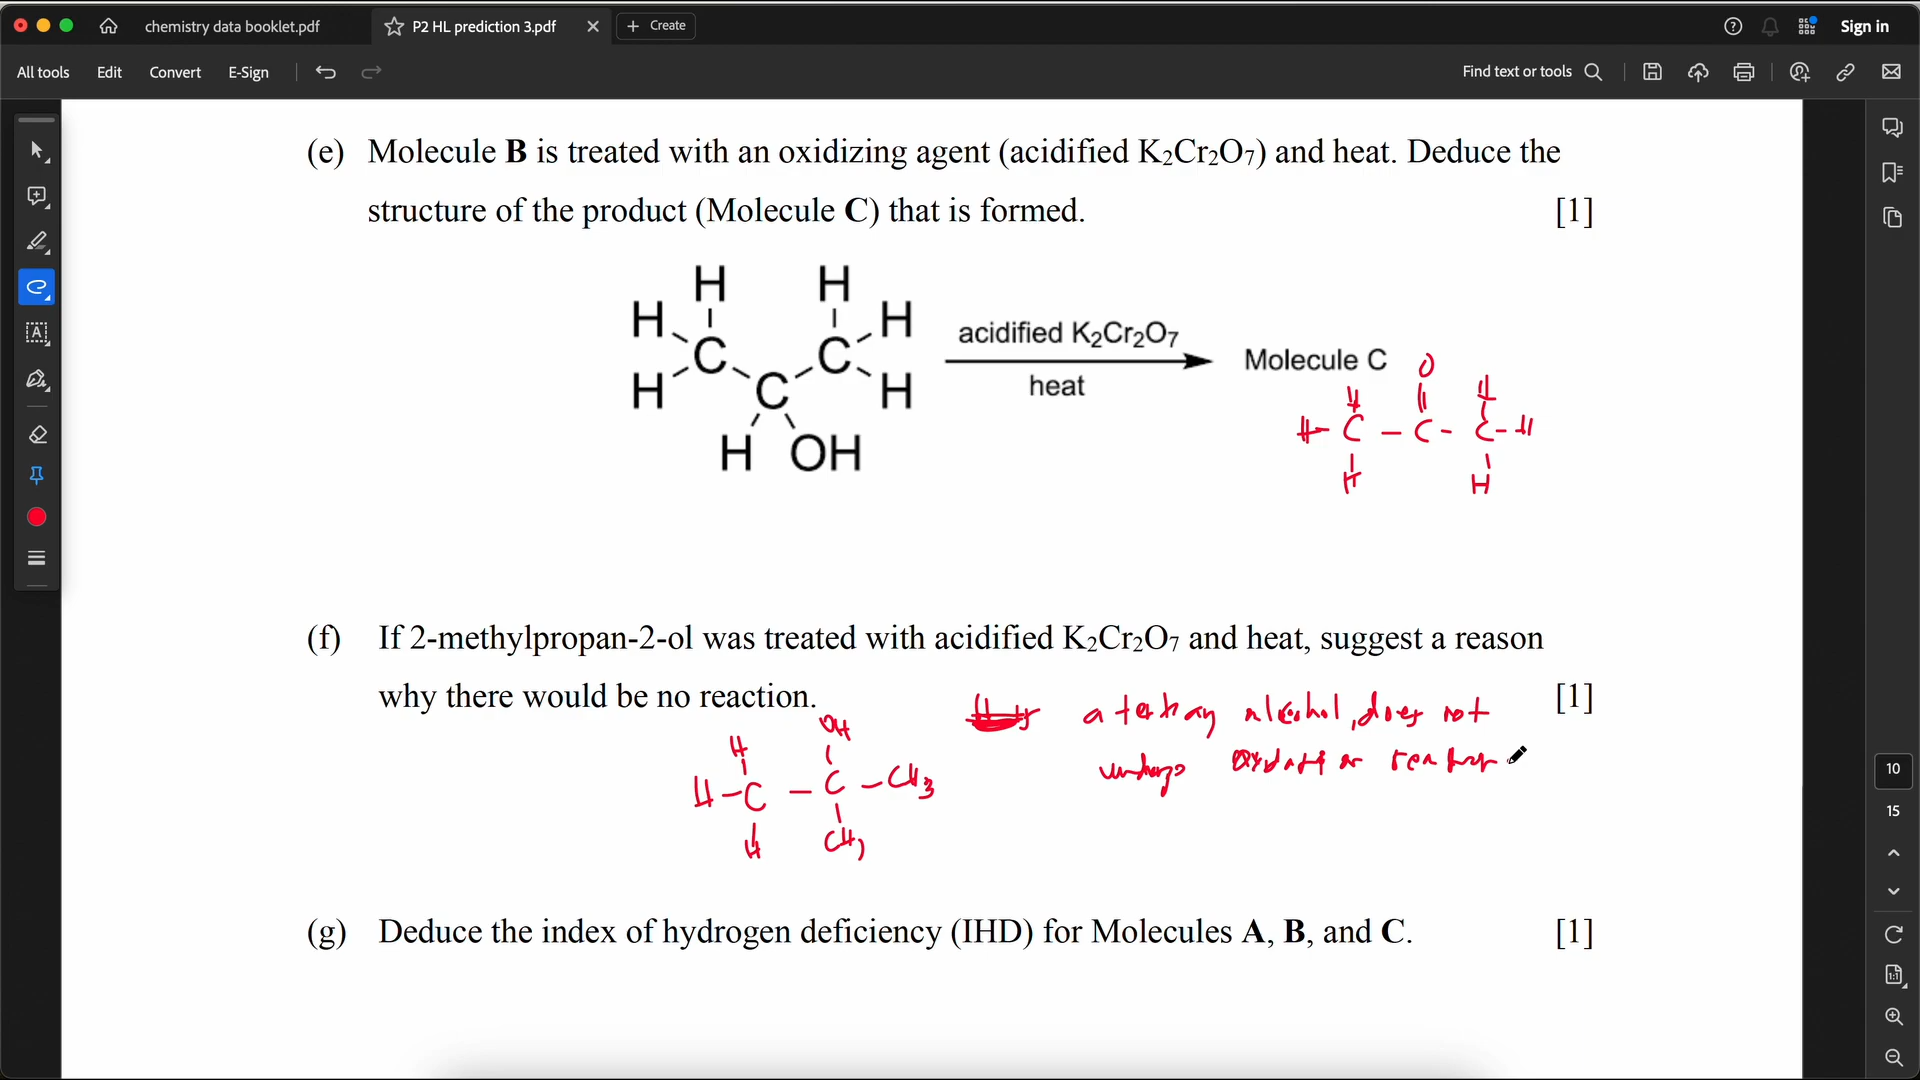 chemistry data booklet.pdf
P2 HL prediction 3.pdf
Create
Sign in
All tools
Edit
Convert
E-Sign
Find text or tools
(e) Molecule B is treated with an oxidizing agent (acidified K₂Cr₂O₇) and heat. Deduce the
structure of the product (Molecule C) that is formed. [1]
H H
H H
C C
H C H
H OH
acidified K₂Cr₂O₇
heat
Molecule C
O
H H
H - C - C - C - H
H H
(f) If 2-methylpropan-2-ol was treated with acidified K₂Cr₂O₇ and heat, suggest a reason
why there would be no reaction. [1]
a alcohol, does not
OH
H
H - C - C - CH3
H CH3
(g) Deduce the index of hydrogen deficiency (IHD) for Molecules A, B, and C. [1]
10
15